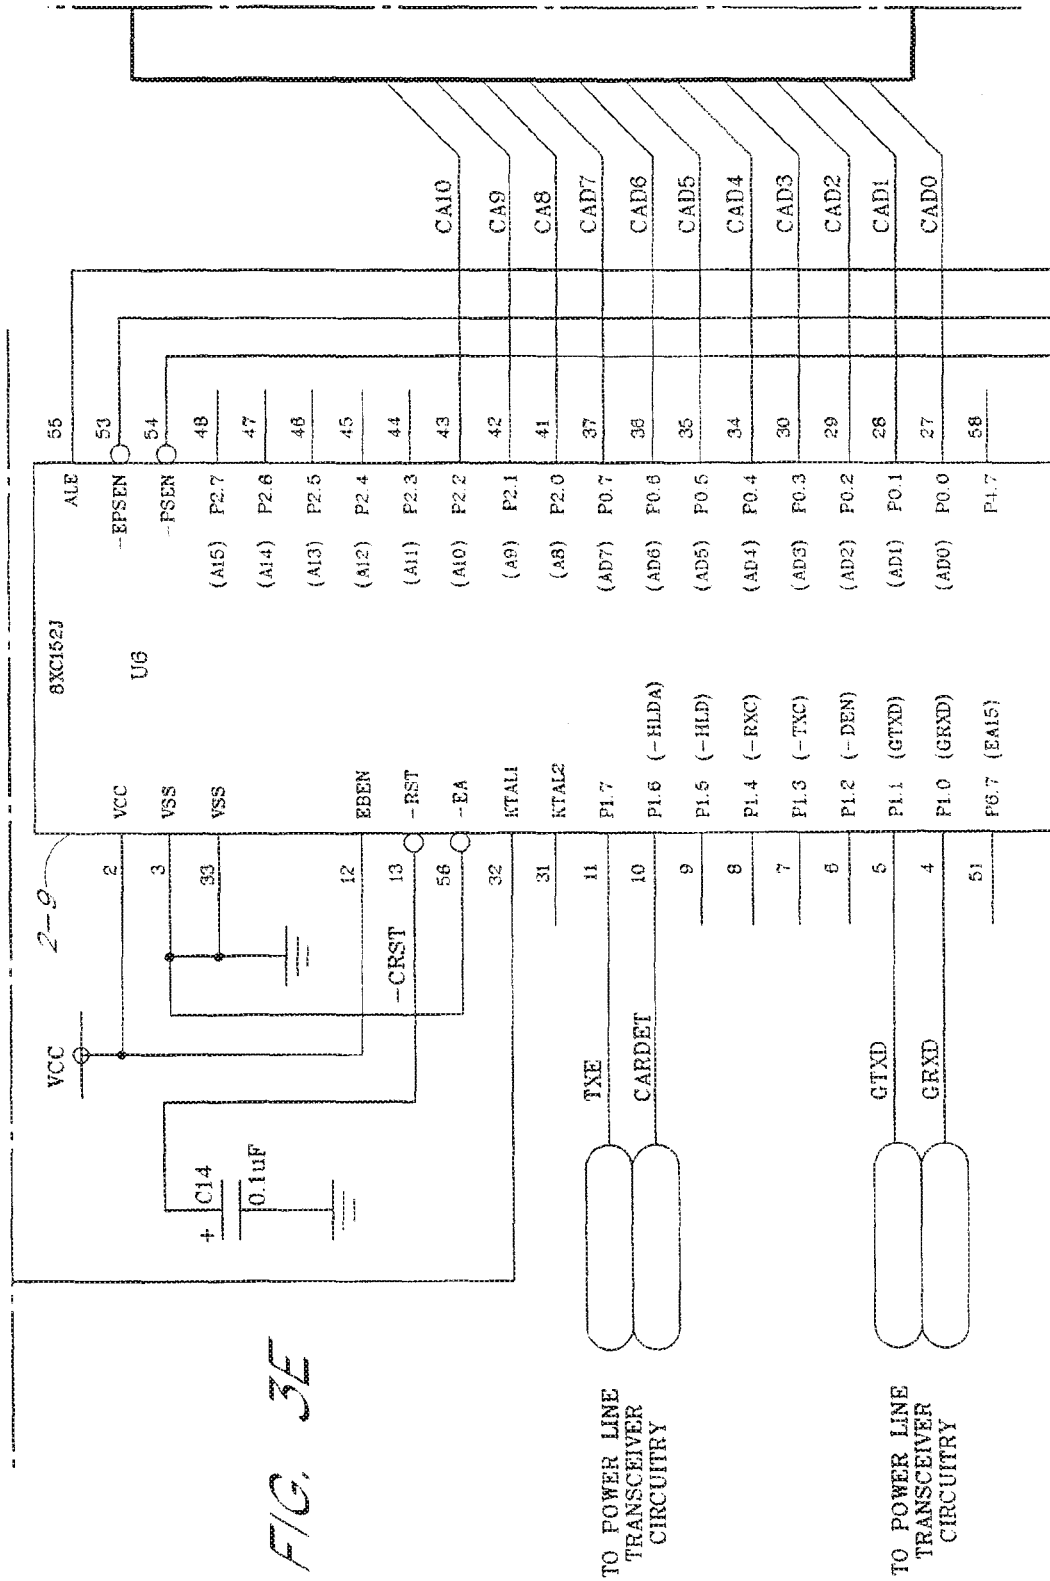 FIG. 3E
2-9
8XC152J
U6
VCC
2 VCC
3 VSS
33 VSS
12 EBEN
-CRST
13 -RST
56 -EA
32 XTAL1
31 XTAL2
TXE 11 P1.7
CARDET 10 P1.6 (-HLDA)
9 P1.5 (-HLD)
8 P1.4 (-RXC)
7 P1.3 (-TXC)
6 P1.2 (-DEN)
GTXD 5 P1.1 (GTXD)
GRXD 4 P1.0 (GRXD)
51 P6.7 (EA15)
+ C14
0.1uF
TO POWER LINE
TRANSCEIVER
CIRCUITRY
TO POWER LINE
TRANSCEIVER
CIRCUITRY
ALE 55
-EPSEN 53
-PSEN 54
(A15) P2.7 48
(A14) P2.6 47
(A13) P2.5 46
(A12) P2.4 45
(A11) P2.3 44
(A10) P2.2 43 CA10
(A9) P2.1 42 CA9
(A8) P2.0 41 CA8
(AD7) P0.7 37 CAD7
(AD6) P0.6 36 CAD6
(AD5) P0.5 35 CAD5
(AD4) P0.4 34 CAD4
(AD3) P0.3 30 CAD3
(AD2) P0.2 29 CAD2
(AD1) P0.1 28 CAD1
(AD0) P0.0 27 CAD0
P4.7 58